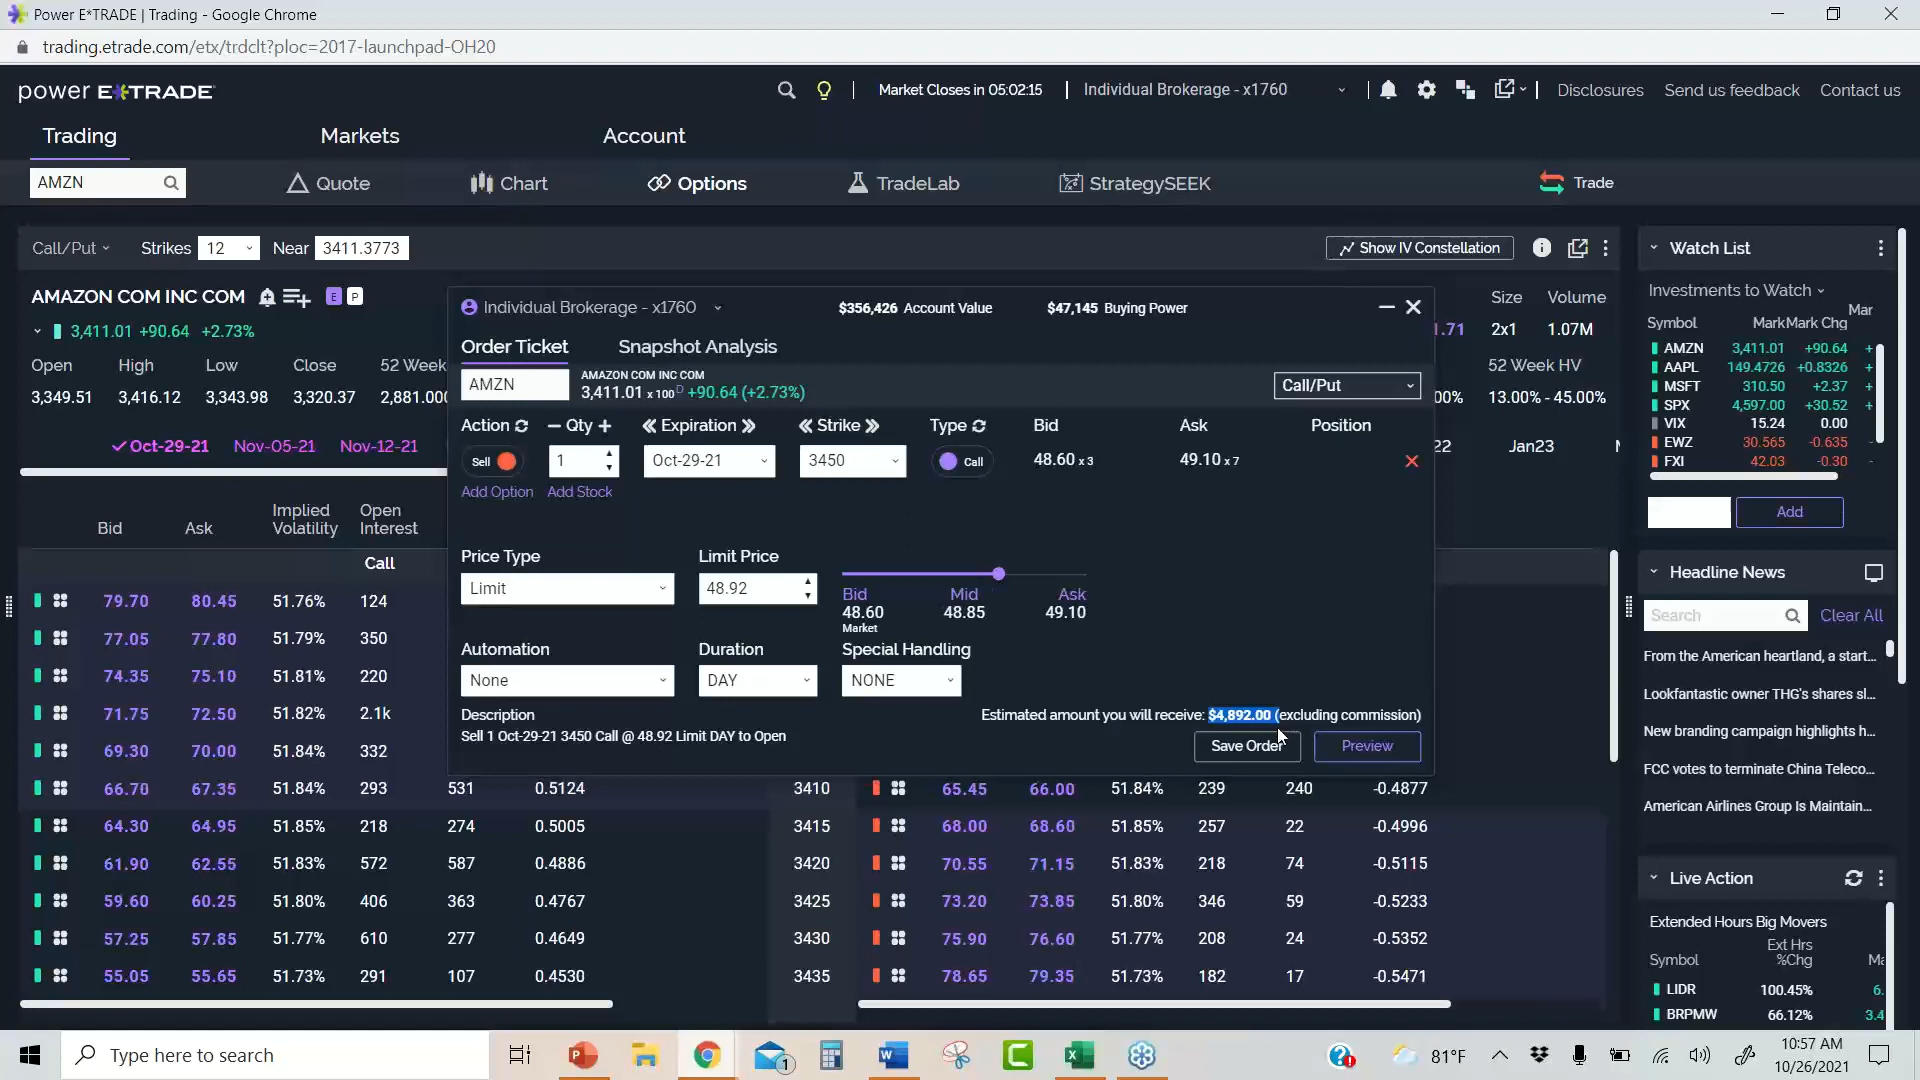 Power E*TRADE | Trading - Google Chrome
trading.etrade.com/etx/trdclt?ploc=2017-launchpad-OH20
power E*TRADE
Market Closes in 05:02:15
Individual Brokerage - x1760
Disclosures Send us feedback Contact us
Trading Markets Account
AMZN Quote Chart Options TradeLab StrategySEEK Trade
Call/Put Strikes 12 Near 3411.3773
Show IV Constellation
AMAZON COM INC COM E P
3,411.01 +90.64 +2.73%
Open High Low Close 52 Week
3,349.51 3,416.12 3,343.98 3,320.37 2,881.000
Oct-29-21 Nov-05-21 Nov-12-21
Size Volume
1.71 2x1 1.07M
52 Week HV
00% 13.00% - 45.00%
22 Jan23
Individual Brokerage - x1760 $356,426 Account Value $47,145 Buying Power
Order Ticket Snapshot Analysis
AMZN
AMAZON COM INC COM
3,411.01 x 100 D +90.64 (+2.73%)
Call/Put
Action Qty Expiration Strike Type Bid Ask Position
Sell 1 Oct-29-21 3450 Call 48.60 x 3 49.10 x 7
Add Option Add Stock
Price Type Limit Price
Limit 48.92
Bid Mid Ask
48.60 48.85 49.10
Market
Automation Duration Special Handling
None DAY NONE
Description
Estimated amount you will receive: $4,892.00 (excluding commission)
Sell 1 Oct-29-21 3450 Call @ 48.92 Limit DAY to Open
Save Order Preview
Bid Ask Implied Volatility Open Interest
Call
79.70 80.45 51.76% 124
77.05 77.80 51.79% 350
74.35 75.10 51.81% 220
71.75 72.50 51.82% 2.1k
69.30 70.00 51.84% 332
66.70 67.35 51.84% 293 531 0.5124 3410 65.45 66.00 51.84% 239 240 -0.4877
64.30 64.95 51.85% 218 274 0.5005 3415 68.00 68.60 51.85% 257 22 -0.4996
61.90 62.55 51.83% 572 587 0.4886 3420 70.55 71.15 51.83% 218 74 -0.5115
59.60 60.25 51.80% 406 363 0.4767 3425 73.20 73.85 51.80% 346 59 -0.5233
57.25 57.85 51.77% 610 277 0.4649 3430 75.90 76.60 51.77% 208 24 -0.5352
55.05 55.65 51.73% 291 107 0.4530 3435 78.65 79.35 51.73% 182 17 -0.5471
Watch List
Investments to Watch
Symbol Mark Mark Chg Mar
AMZN 3,411.01 +90.64 +
AAPL 149.4726 +0.8326 +
MSFT 310.50 +2.37 +
SPX 4,597.00 +30.52 +
VIX 15.24 0.00
EWZ 30.565 -0.635 -
FXI 42.03 -0.30 -
Add
Headline News
Search Clear All
From the American heartland, a start...
Lookfantastic owner THG's shares sl...
New branding campaign highlights h...
FCC votes to terminate China Teleco...
American Airlines Group Is Maintain...
Live Action
Extended Hours Big Movers
Symbol Ext Hrs %Chg Ma
LIDR 100.45% 6.
BRPMW 66.12% 3.4
Type here to search
1
81°F
10:57 AM
10/26/2021